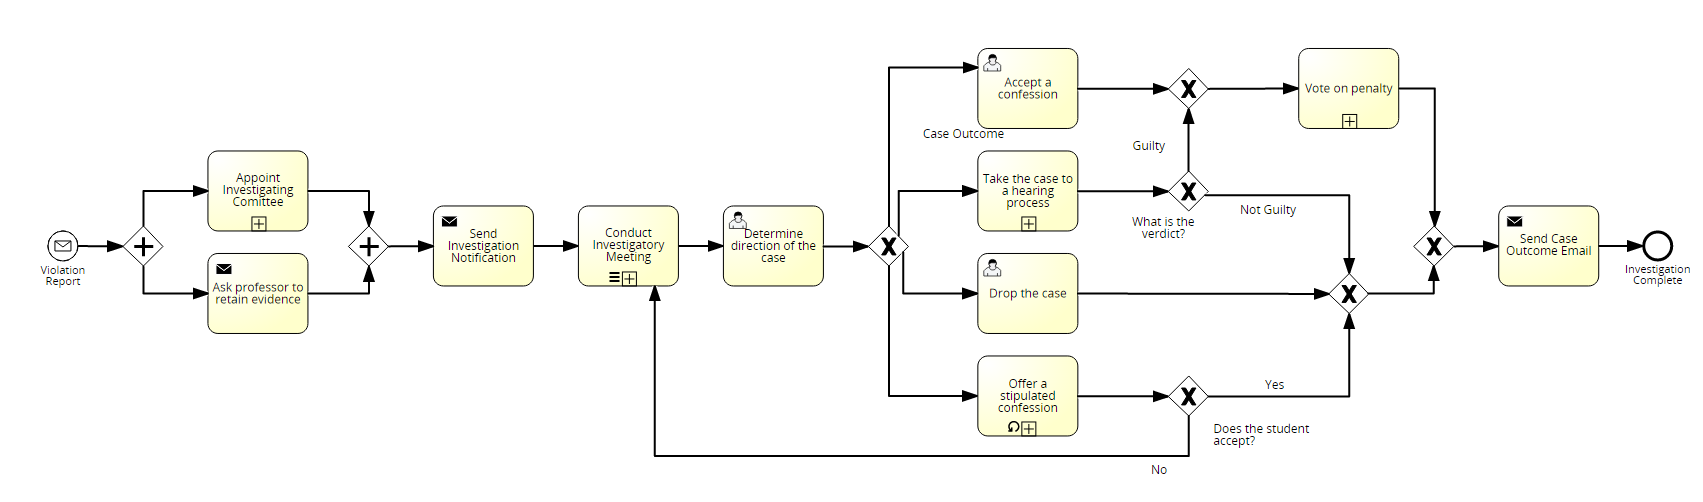 Violation
Report
Appoint
Investigating
Comittee
Ask professor to
retain evidence
Send
Investigation
Notification
Conduct
Investigatory
Meeting
Determine
direction of the
case
Case Outcome
Accept a
confession
Take the case to
a hearing
process
Drop the case
Offer a
stipulated
confession
Guilty
What is the
verdict?
Not Guilty
Yes
Does the student
accept?
No
Vote on penalty
Send Case
Outcome Email
Investigation
Complete